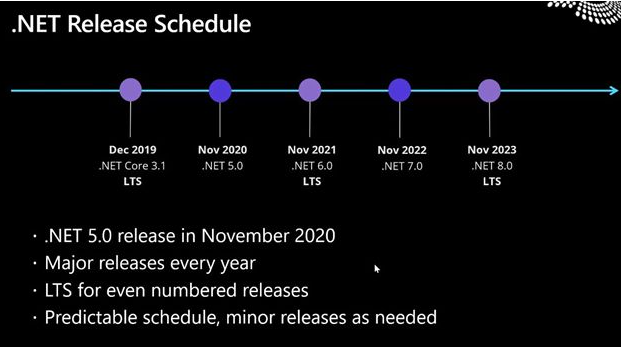 .NET Release Schedule
Dec 2019
.NET Core 3.1
LTS
Nov 2020
.NET 5.0
Nov 2021
.NET 6.0
LTS
Nov 2022
.NET 7.0
Nov 2023
.NET 8.0
LTS
· .NET 5.0 release in November 2020
· Major releases every year
· LTS for even numbered releases
· Predictable schedule, minor releases as needed